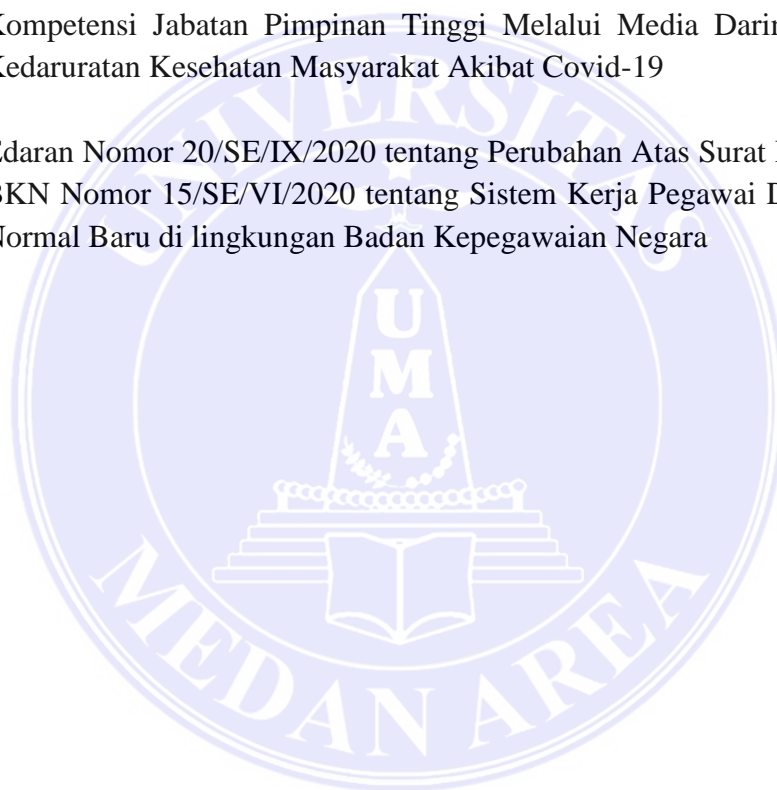 Kompetensi Jabatan Pimpinan Tinggi Melalui Media Darin
Kedaruratan Kesehatan Masyarakat Akibat Covid-19
Edaran Nomor 20/SE/IX/2020 tentang Perubahan Atas Surat
BKN Nomor 15/SE/VI/2020 tentang Sistem Kerja Pegawai
Normal Baru di lingkungan Badan Kepegawaian Negara
UNIVERSITAS
U
M
A
MEDAN AREA